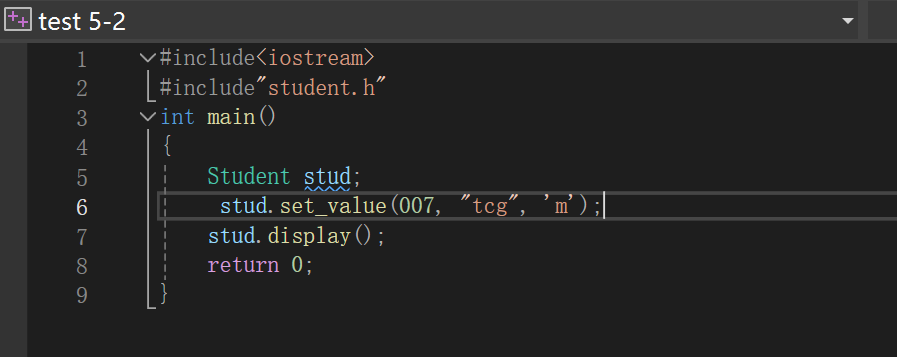 test 5-2
1 #include<iostream>
2 #include"student.h"
3 int main()
4 {
5 Student stud;
6 stud.set_value(007, "tcg", 'm');
7 stud.display();
8 return 0;
9 }